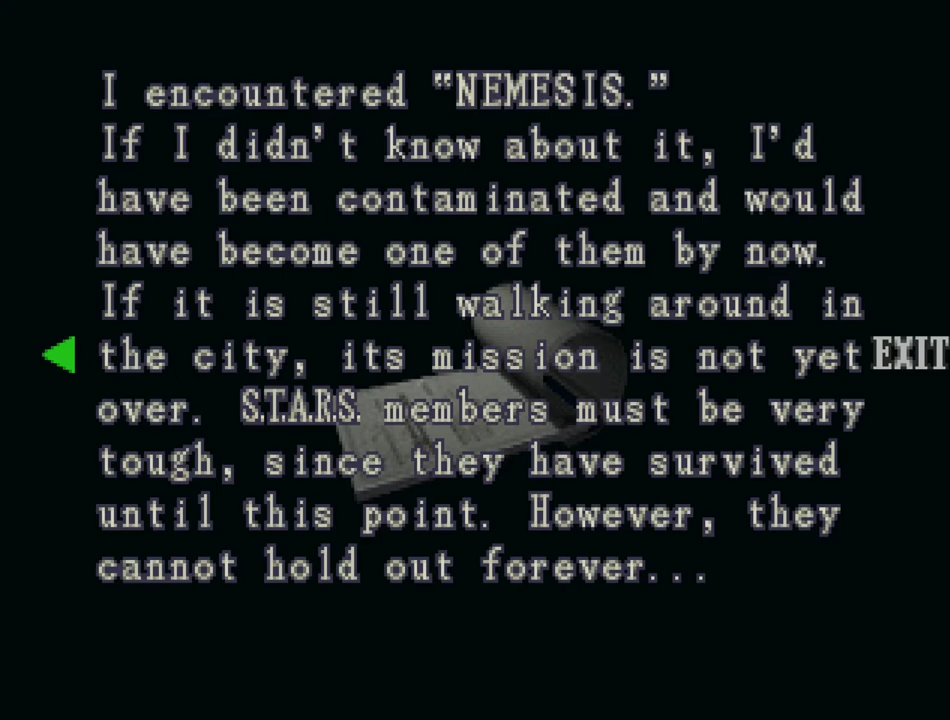 I encountered "NEMESIS."
If I didn't know about it, I'd
have been contaminated and would
have become one of them by now.
If it is still walking around in
the city, its mission is not yet
EXIT
over. S.T.A.R.S. members must be very
tough, since they have survived
until this point. However, they
cannot hold out forever...